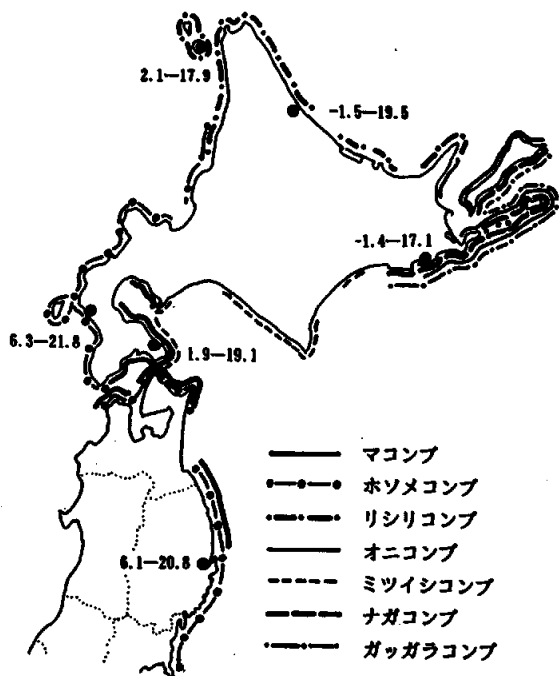 2.1—17.9
-1.5—19.5
-1.4—17.1
6.3—21.8
1.9—19.1
6.1—20.8
マコンブ
ホソメコンブ
リシリコンブ
オニコンブ
ミツイシコンブ
ナガコンブ
ガッガラコンブ